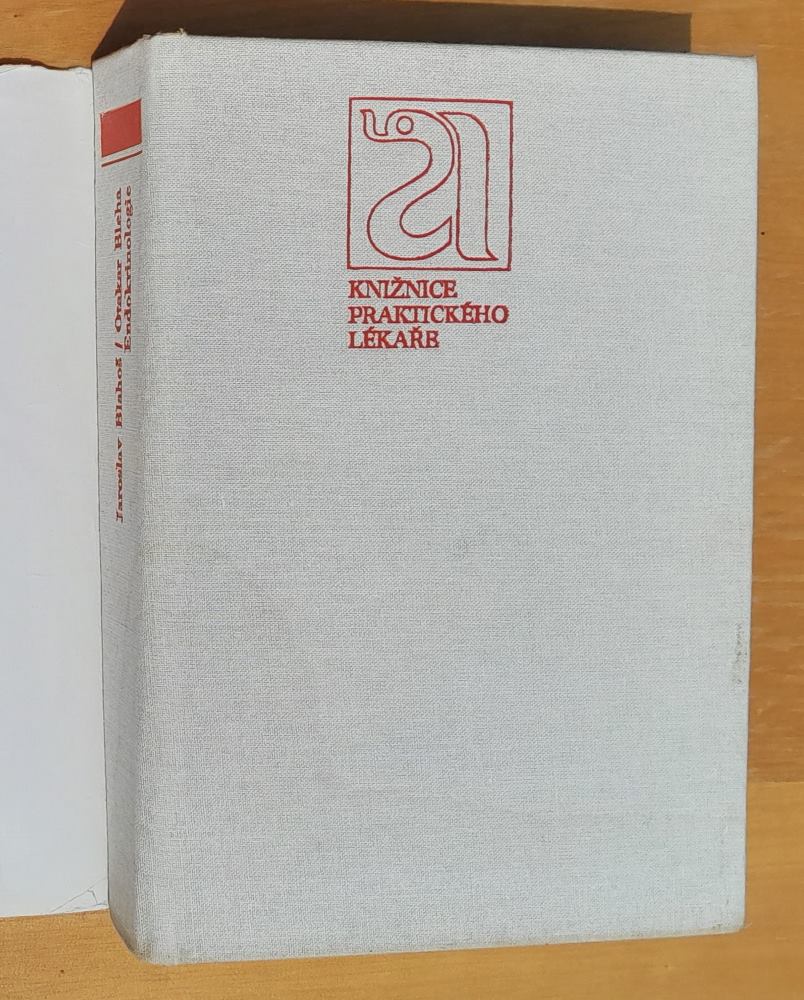 KNIŽNICE
PRAKTICKÉHO
LÉKAŘE
Jaroslav Blahoš / Otakar Bleha
Endokrinologie